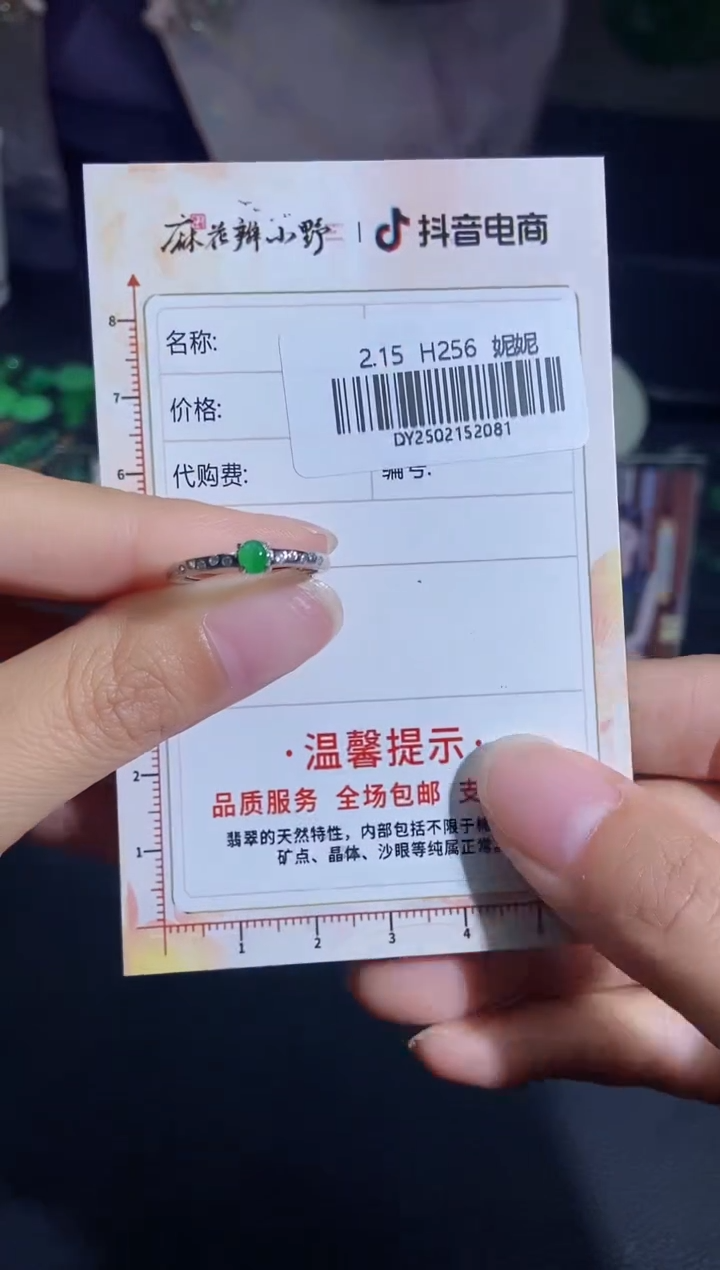 麻花辫小野 | 抖音电商
8
名称:
2.15 H256 妮妮
7
价格:
DY2502152081
6
代购费:
编号:
·温馨提示·
2
品质服务 全场包邮 支
翡翠的天然特性，内部包括不限于棉
1
矿点、晶体、沙眼等纯属正常
1 2 3 4